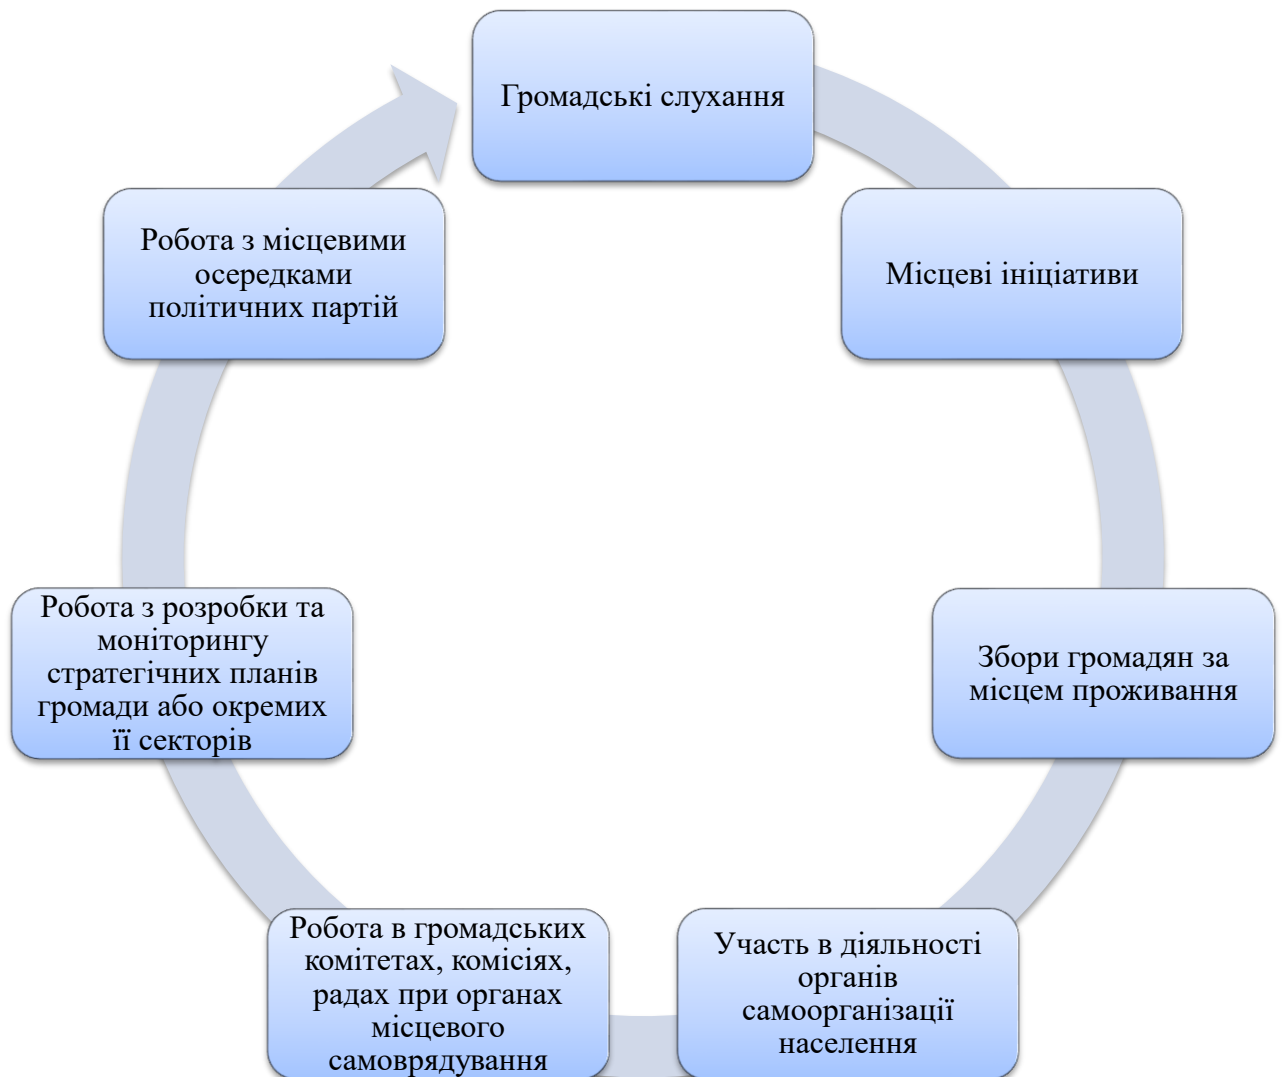 Громадські слухання
Місцеві ініціативи
Збори громадян за
місцем проживання
Участь в діяльності
органів
самоорганізації
населення
Робота в громадських
комітетах, комісіях,
радах при органах
місцевого
самоврядування
Робота з розробки та
моніторингу
стратегічних планів
громади або окремих
її секторів
Робота з місцевими
осередками
політичних партій